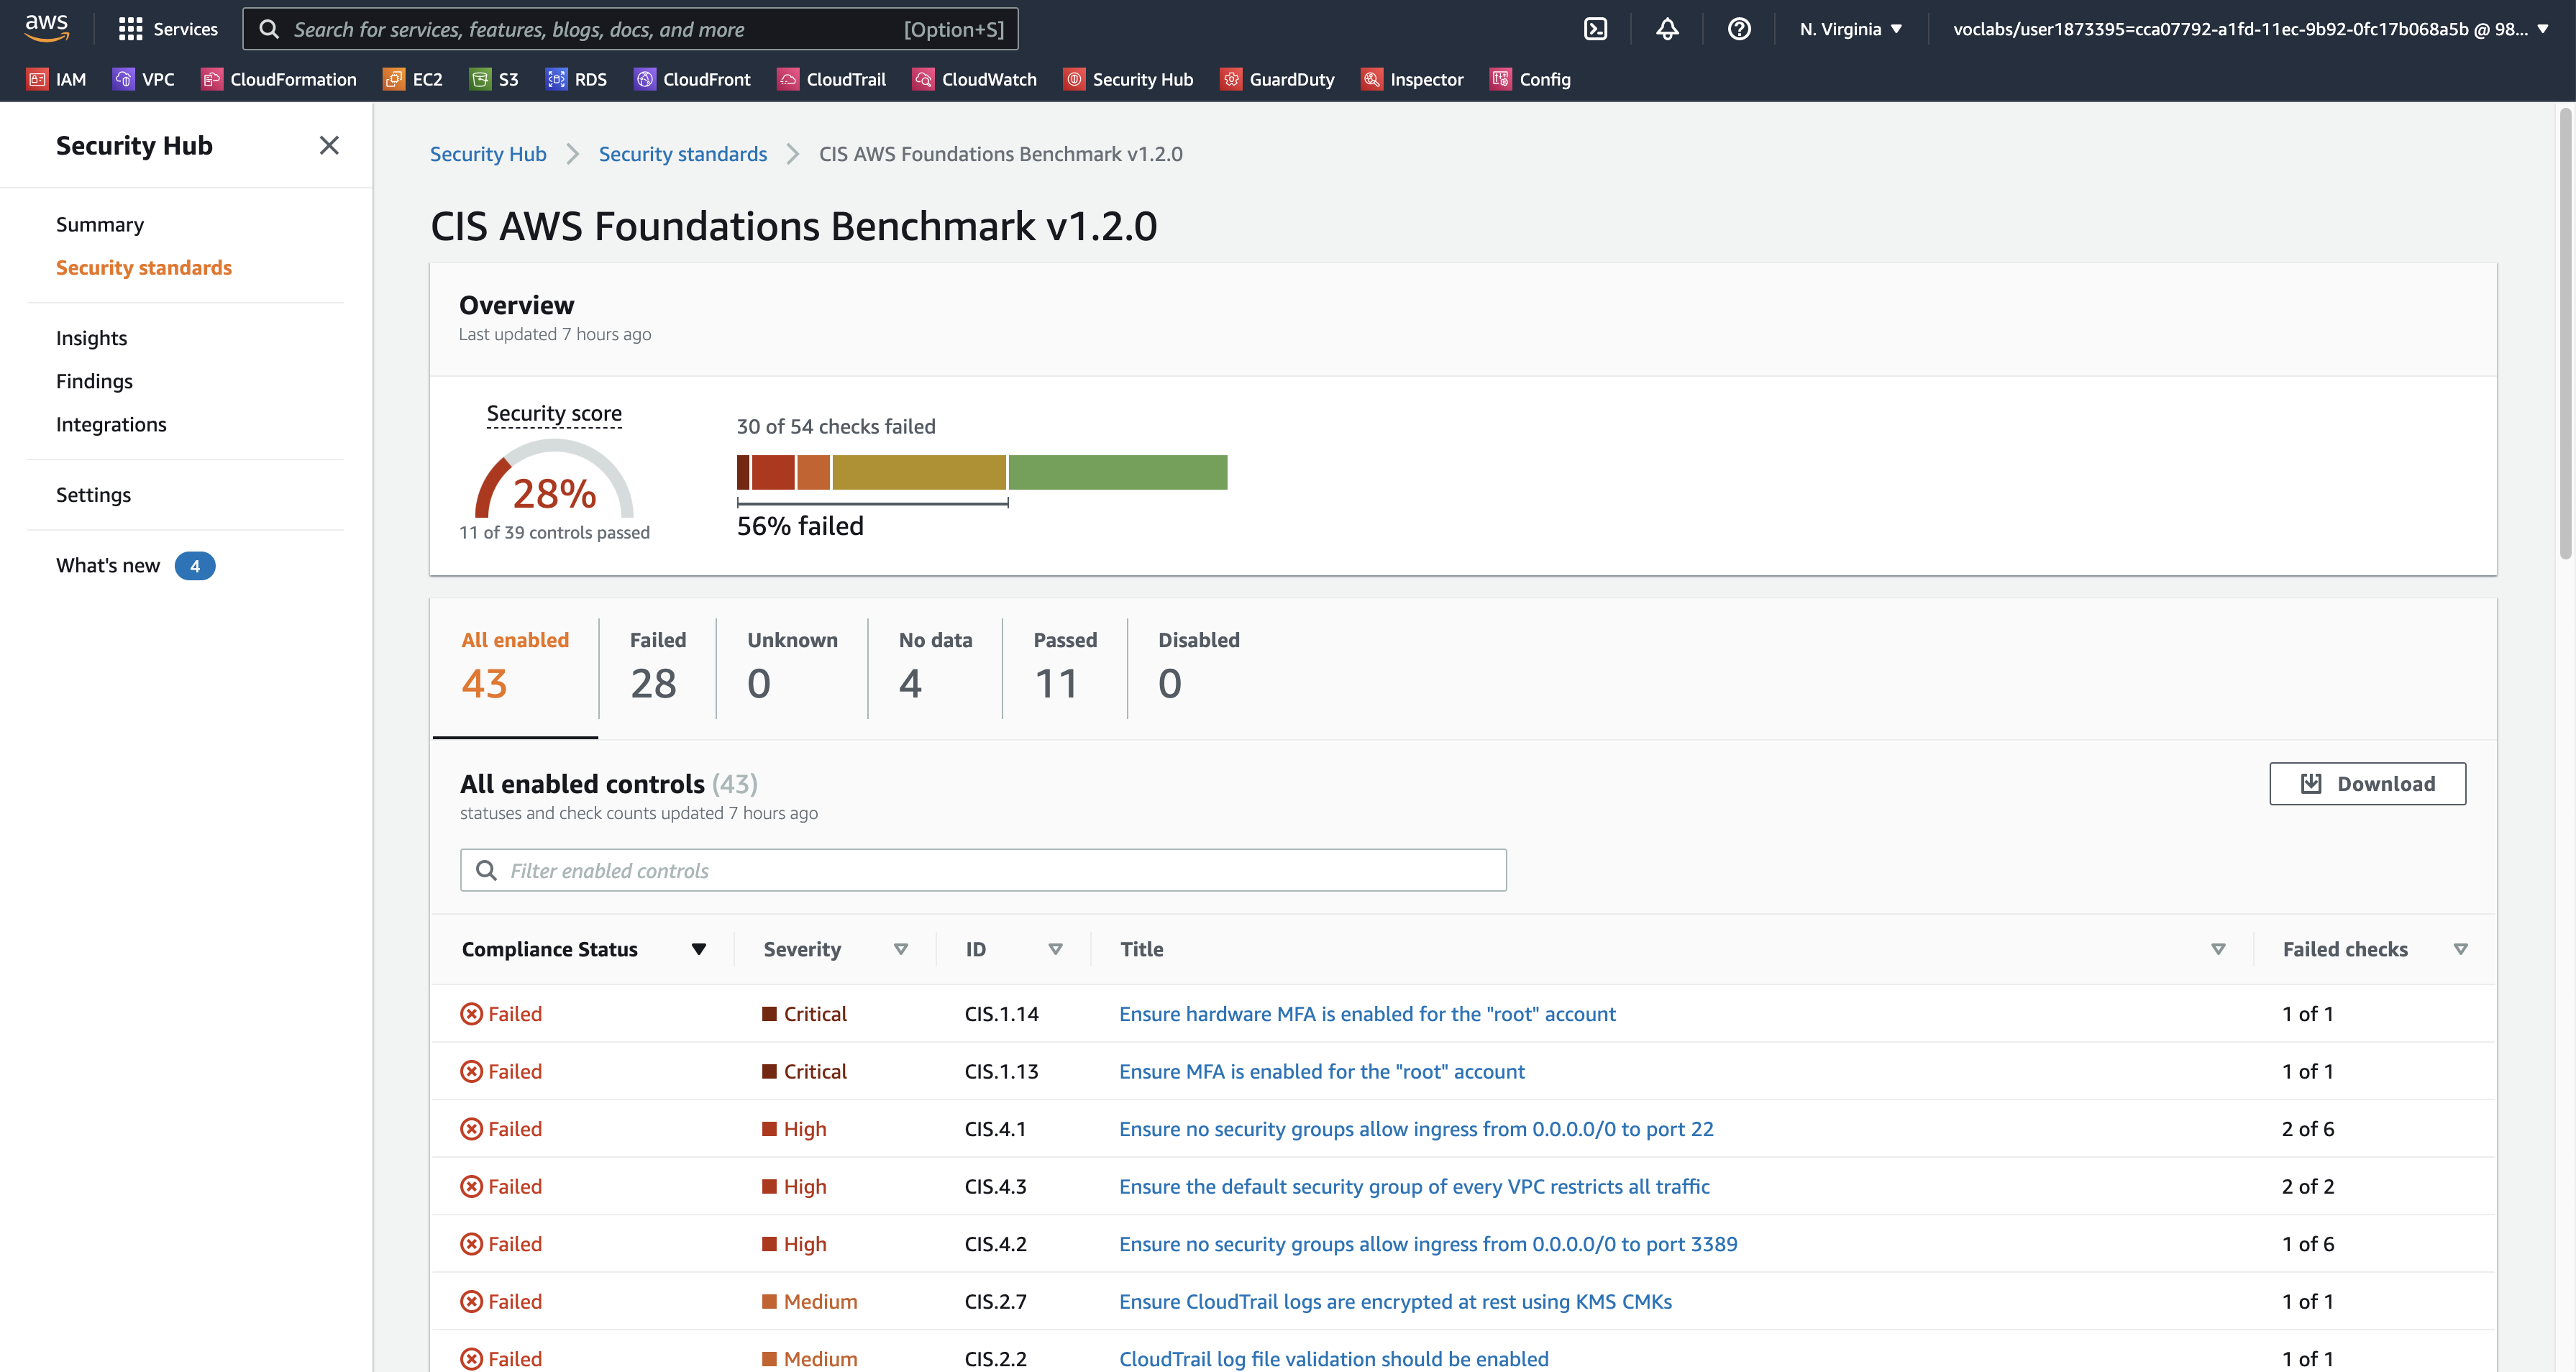 aws
Services
Search for services, features, blogs, docs, and more [Option+S]
N. Virginia
voclabs/user1873395=cca07792-a1fd-11ec-9b92-0fc17b068a5b @ 98...
IAM VPC CloudFormation EC2 S3 RDS CloudFront CloudTrail CloudWatch Security Hub GuardDuty Inspector Config
Security Hub
Summary
Security standards
Insights
Findings
Integrations
Settings
What's new 4
Security Hub Security standards CIS AWS Foundations Benchmark v1.2.0
CIS AWS Foundations Benchmark v1.2.0
Overview
Last updated 7 hours ago
Security score
28%
11 of 39 controls passed
30 of 54 checks failed
56% failed
All enabled 43
Failed 28
Unknown 0
No data 4
Passed 11
Disabled 0
All enabled controls (43)
statuses and check counts updated 7 hours ago
Download
Filter enabled controls
Compliance Status Severity ID Title Failed checks
Failed Critical CIS.1.14 Ensure hardware MFA is enabled for the "root" account 1 of 1
Failed Critical CIS.1.13 Ensure MFA is enabled for the "root" account 1 of 1
Failed High CIS.4.1 Ensure no security groups allow ingress from 0.0.0.0/0 to port 22 2 of 6
Failed High CIS.4.3 Ensure the default security group of every VPC restricts all traffic 2 of 2
Failed High CIS.4.2 Ensure no security groups allow ingress from 0.0.0.0/0 to port 3389 1 of 6
Failed Medium CIS.2.7 Ensure CloudTrail logs are encrypted at rest using KMS CMKs 1 of 1
Failed Medium CIS.2.2 CloudTrail log file validation should be enabled 1 of 1